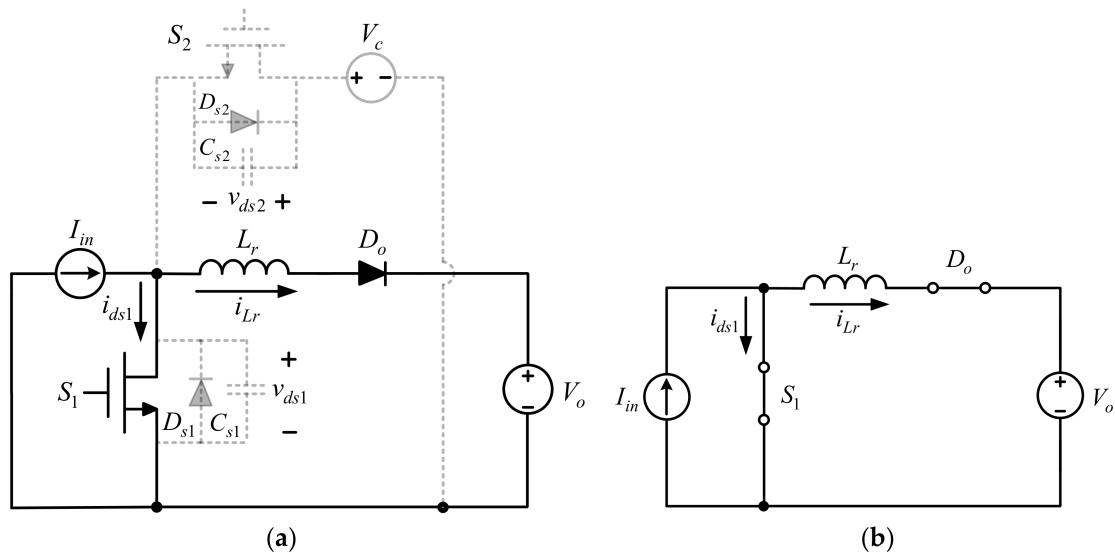 S2
Vc
+ -
Ds2
Cs2
- vds2 +
Iin
Lr
Do
ids1
iLr
S1
Ds1
Cs1
+
vds1
-
+
-
Vo
(a)
Lr
Do
ids1
iLr
Iin
S1
+
-
Vo
(b)